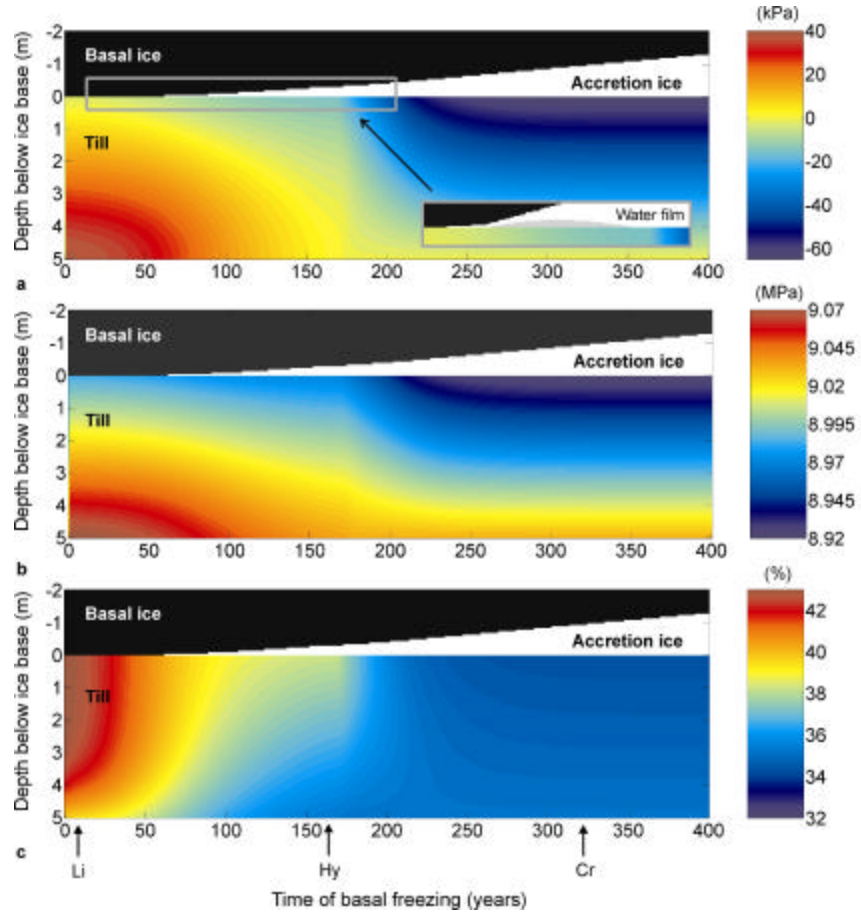 (kPa)
-2
-1
0
1
2
3
4
5
Depth below ice base (m)
Basal ice
Accretion ice
Till
Water film
0 50 100 150 200 250 300 350 400
40
20
0
-20
-40
-60
a
(MPa)
-2
-1
0
1
2
3
4
5
Depth below ice base (m)
Basal ice
Accretion ice
Till
0 50 100 150 200 250 300 350 400
9.07
9.045
9.02
8.995
8.97
8.945
8.92
b
(%)
-2
-1
0
1
2
3
4
5
Depth below ice base (m)
Basal ice
Accretion ice
Till
0 50 100 150 200 250 300 350 400
42
40
38
36
34
32
c
Li Hy Cr
Time of basal freezing (years)